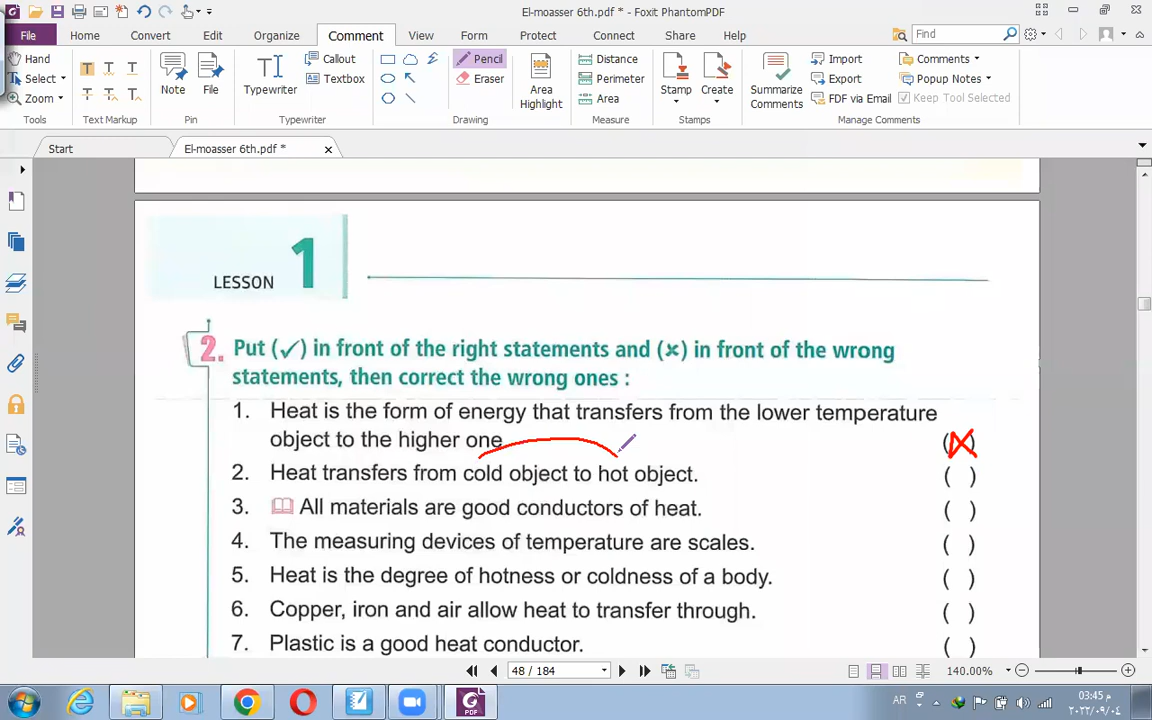 El-moasser 6th.pdf * - Foxit PhantomPDF
File Home Convert Edit Organize Comment View Form Protect Connect Share Help Find
Hand
Select
Zoom
Tools
Text Markup
Note
File
Pin
Typewriter
Callout
Textbox
Typewriter
Pencil
Eraser
Drawing
Area Highlight
Distance
Perimeter
Area
Measure
Stamp
Create
Stamps
Summarize Comments
Import
Export
FDF via Email
Comments
Popup Notes
Keep Tool Selected
Manage Comments
Start
El-moasser 6th.pdf *
LESSON 1
2. Put (✓) in front of the right statements and (×) in front of the wrong
statements, then correct the wrong ones :
1. Heat is the form of energy that transfers from the lower temperature
object to the higher one (X)
2. Heat transfers from cold object to hot object. ( )
3. All materials are good conductors of heat. ( )
4. The measuring devices of temperature are scales. ( )
5. Heat is the degree of hotness or coldness of a body. ( )
6. Copper, iron and air allow heat to transfer through. ( )
7. Plastic is a good heat conductor. ( )
48 / 184
140.00%
PDF
AR
03:45 م
٢٠٢٢/٠٩/٠٤